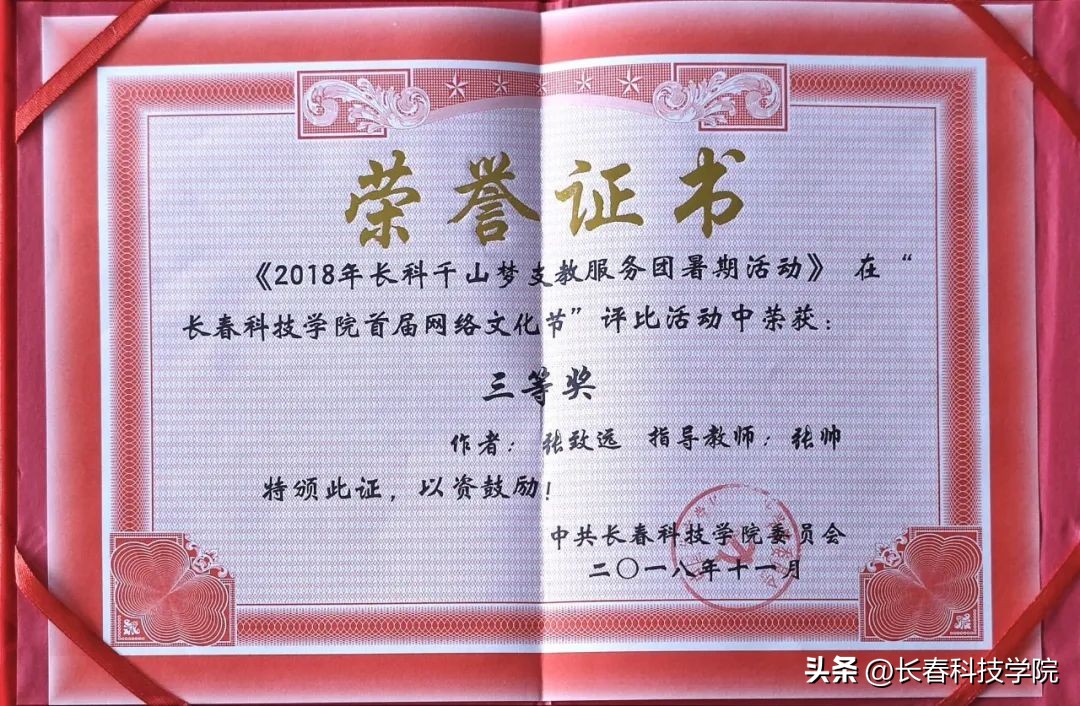 荣誉证书
《2018年长科千山梦支教服务团暑期活动》 在“
长春科技学院首届网络文化节”评比活动中荣获：
三等奖
作者：张致远 指导教师：张帅
特颁此证，以资鼓励！
中共长春科技学院委员会
二〇一八年十一月
头条 @长春科技学院